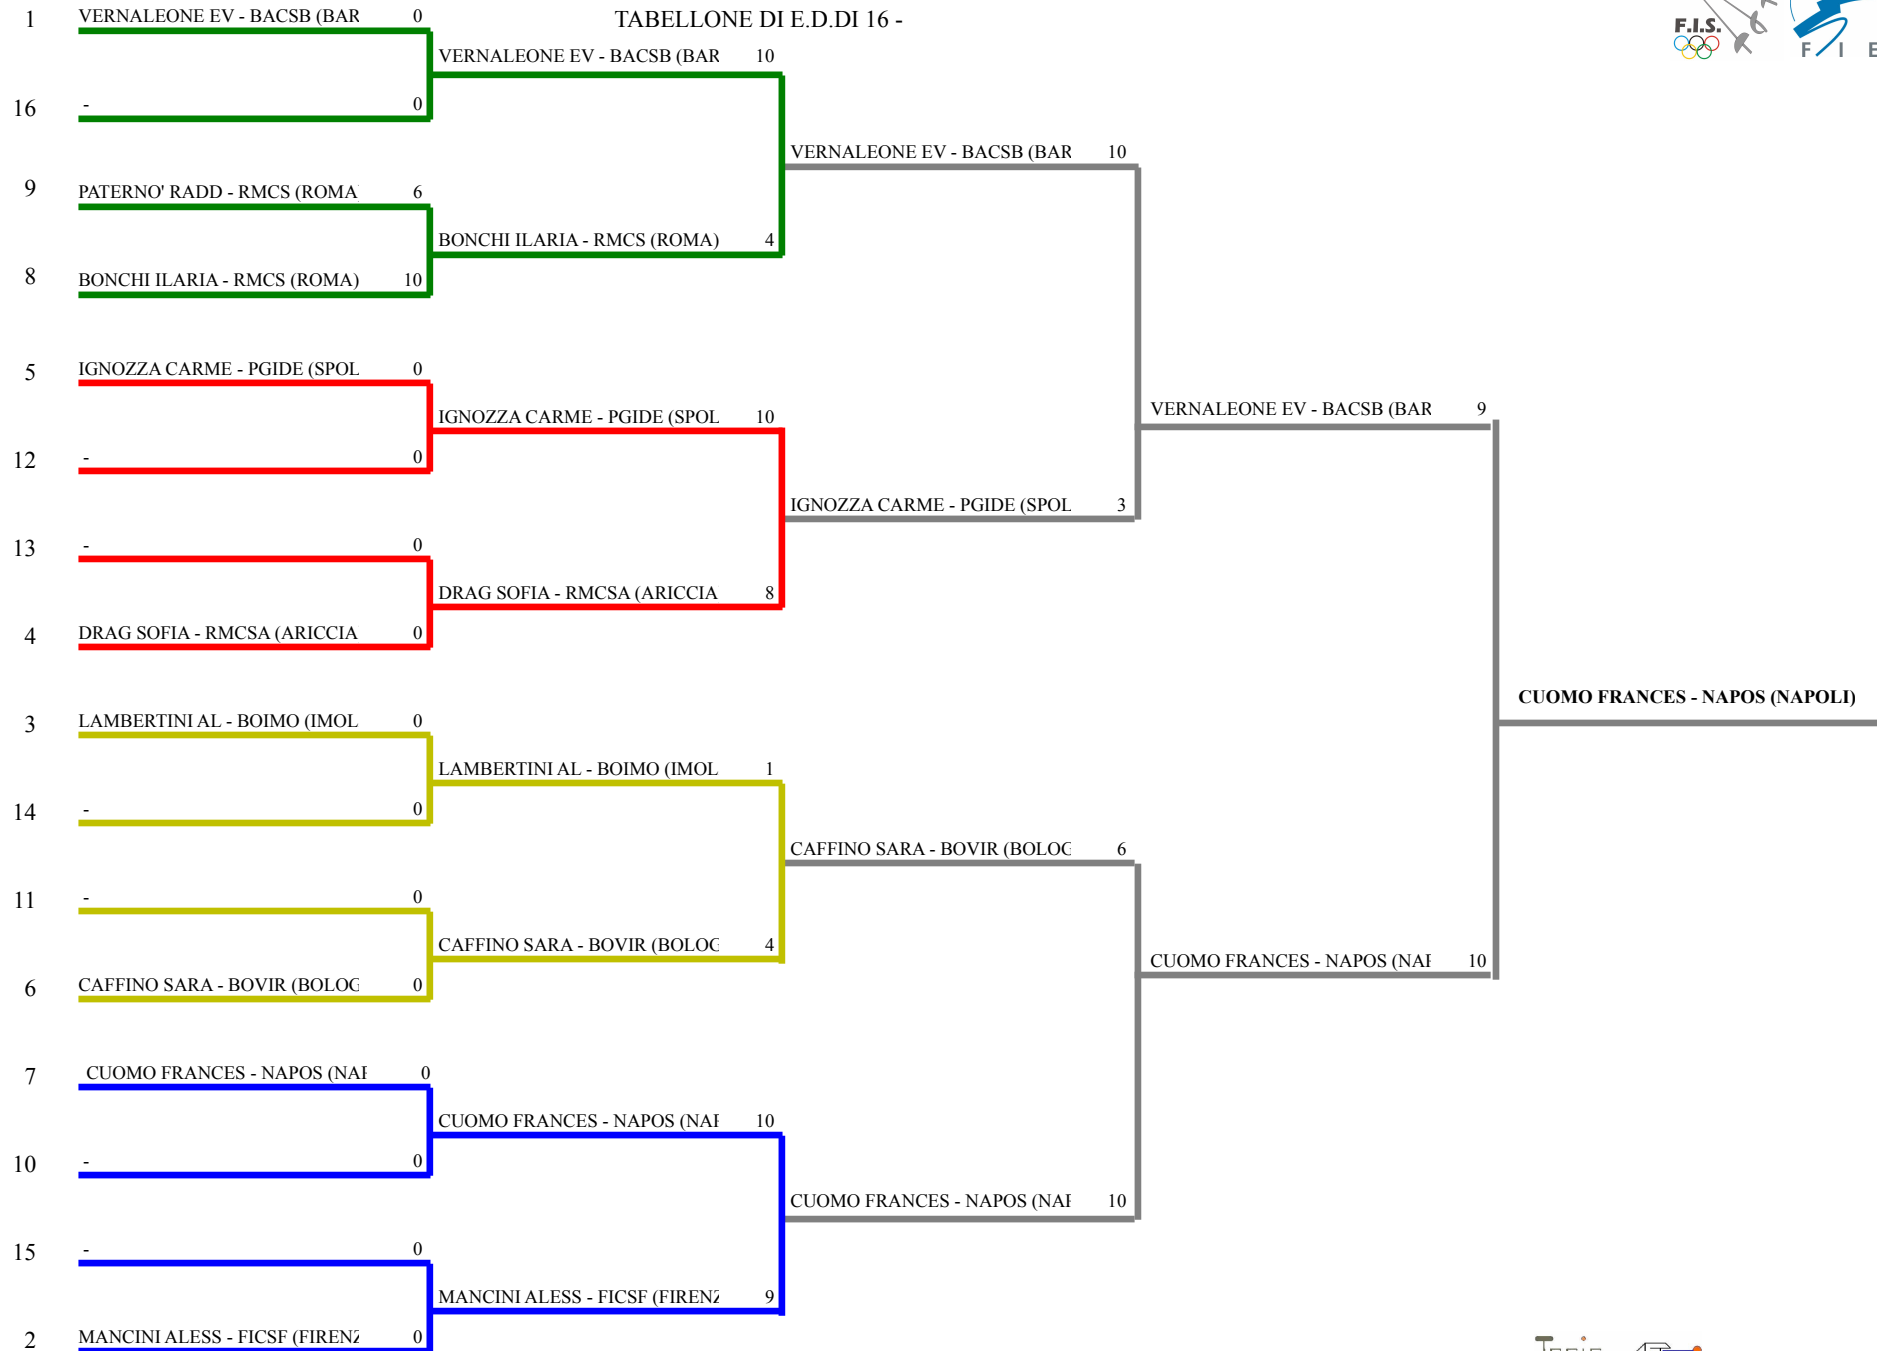 TABELLONE DI E.D.DI 16 -
F.I.S.
F I E
1 VERNALEONE EV - BACSB (BAR 0
VERNALEONE EV - BACSB (BAR 10
16 - 0
VERNALEONE EV - BACSB (BAR 10
9 PATERNO' RADD - RMCS (ROMA 6
BONCHI ILARIA - RMCS (ROMA) 4
8 BONCHI ILARIA - RMCS (ROMA) 10
5 IGNOZZA CARME - PGIDE (SPOL 0
VERNALEONE EV - BACSB (BAR 9
IGNOZZA CARME - PGIDE (SPOL 10
12 - 0
IGNOZZA CARME - PGIDE (SPOL 3
13 - 0
DRAG SOFIA - RMCSA (ARICCIA 8
4 DRAG SOFIA - RMCSA (ARICCIA 0
CUOMO FRANCES - NAPOS (NAPOLI)
3 LAMBERTINI AL - BOIMO (IMOL 0
LAMBERTINI AL - BOIMO (IMOL 1
14 - 0
CAFFINO SARA - BOVIR (BOLOG 6
11 - 0
CAFFINO SARA - BOVIR (BOLOG 4
CUOMO FRANCES - NAPOS (NAP 10
6 CAFFINO SARA - BOVIR (BOLOG 0
7 CUOMO FRANCES - NAPOS (NAP 0
CUOMO FRANCES - NAPOS (NAP 10
10 - 0
CUOMO FRANCES - NAPOS (NAP 10
15 - 0
MANCINI ALESS - FICSF (FIRENZ 9
2 MANCINI ALESS - FICSF (FIRENZ 0